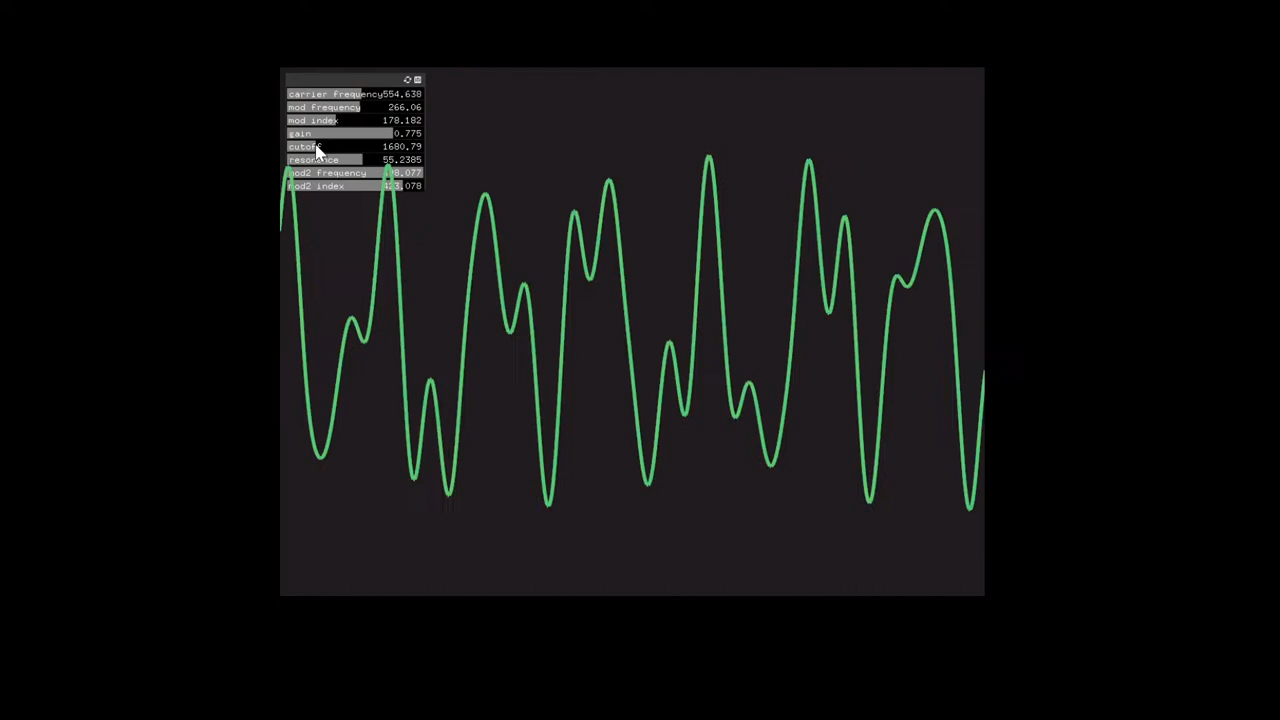 carrier frequency 554.638
mod frequency 266.06
mod index 178.182
gain 0.775
cutoff 1680.79
resonance 55.2385
mod2 frequency
mod2 index